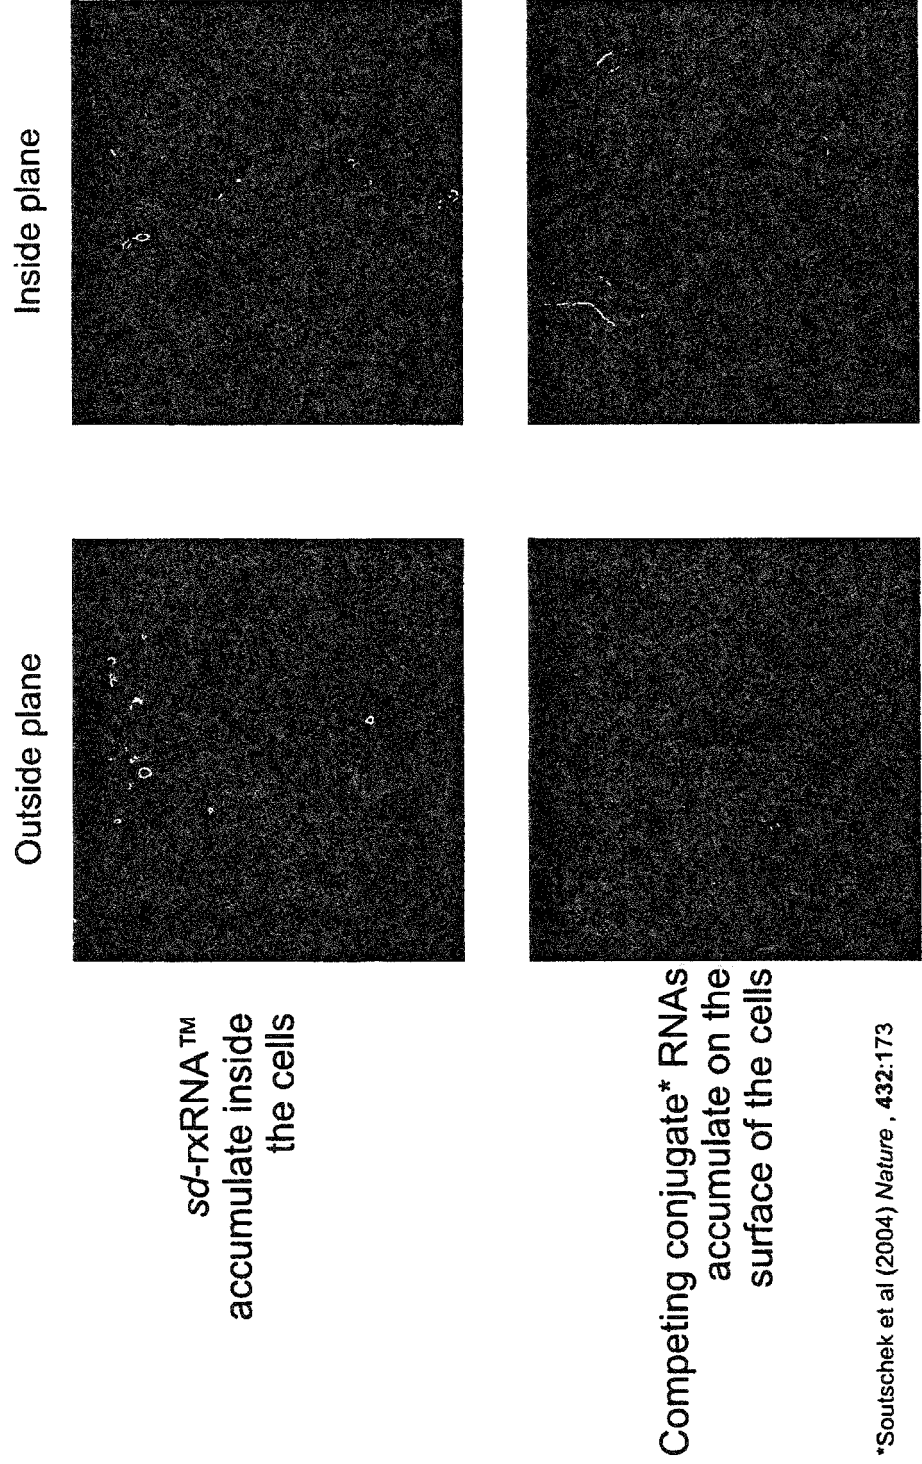 Outside plane
Inside plane
sd-rxRNA™
accumulate inside
the cells
Competing conjugate* RNAs
accumulate on the
surface of the cells
*Soutschek et al (2004) Nature, 432:173